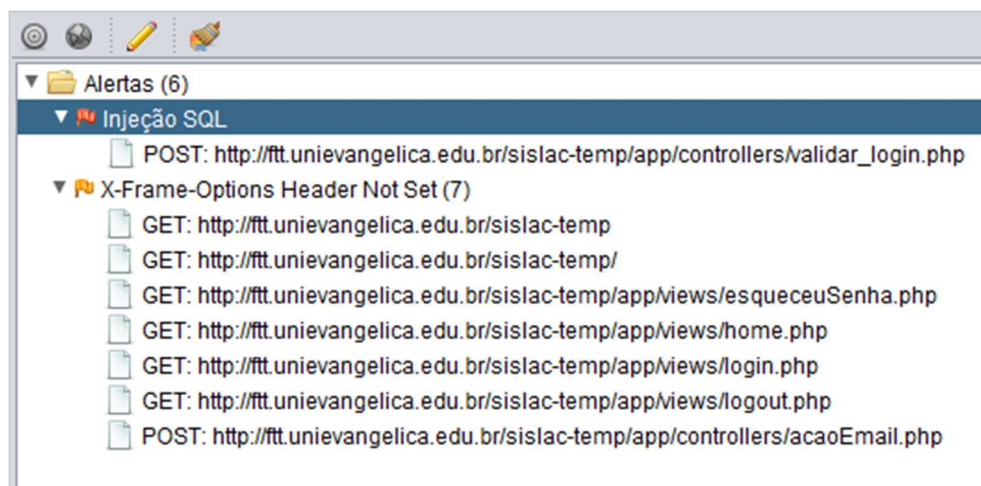 Alertas (6)
Injeção SQL
POST: http://ftt.unievangelica.edu.br/sislac-temp/app/controllers/validar_login.php
X-Frame-Options Header Not Set (7)
GET: http://ftt.unievangelica.edu.br/sislac-temp
GET: http://ftt.unievangelica.edu.br/sislac-temp/
GET: http://ftt.unievangelica.edu.br/sislac-temp/app/views/esqueceuSenha.php
GET: http://ftt.unievangelica.edu.br/sislac-temp/app/views/home.php
GET: http://ftt.unievangelica.edu.br/sislac-temp/app/views/login.php
GET: http://ftt.unievangelica.edu.br/sislac-temp/app/views/logout.php
POST: http://ftt.unievangelica.edu.br/sislac-temp/app/controllers/acaoEmail.php